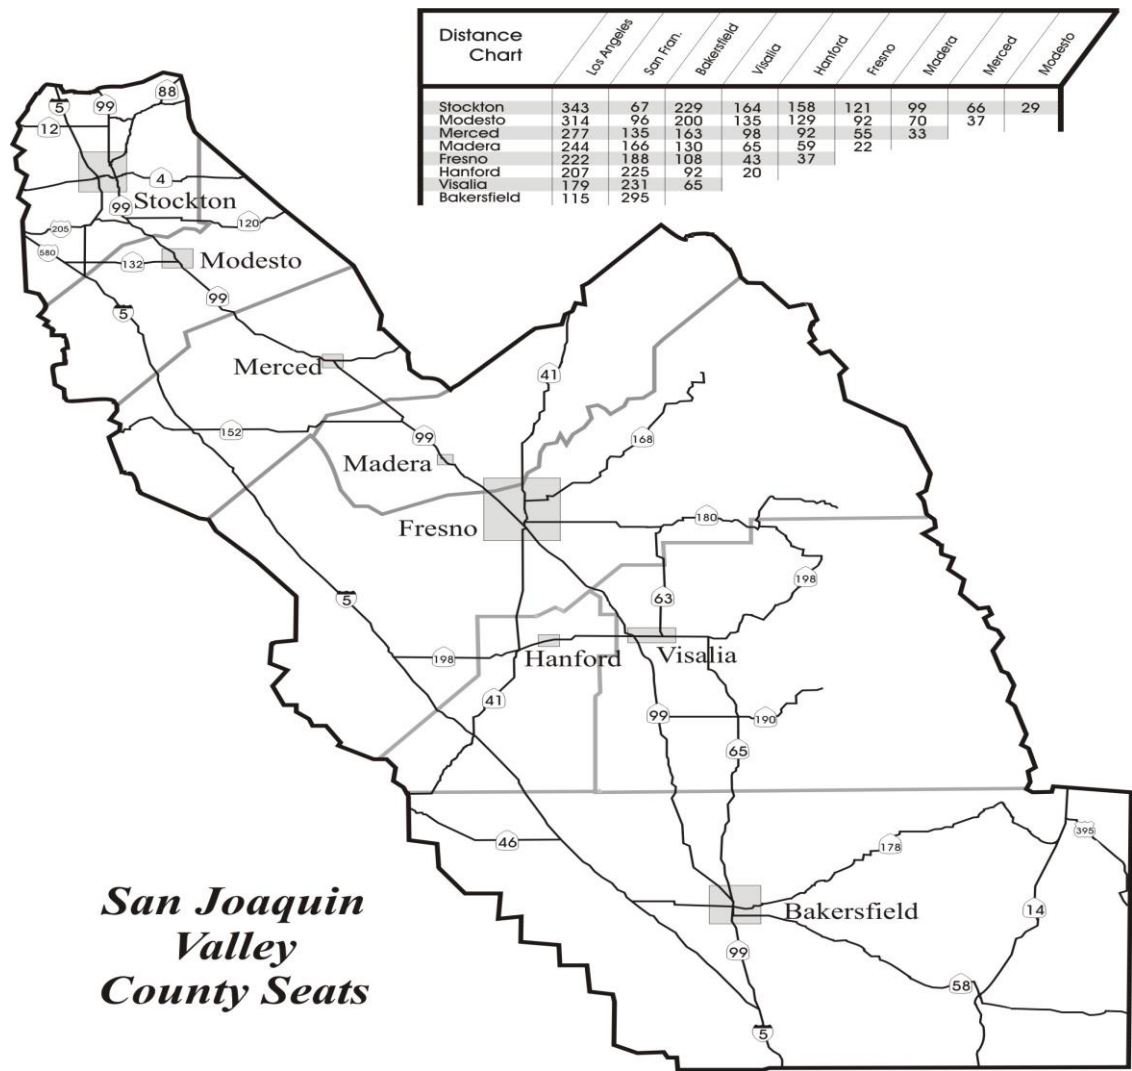 Distance
Chart
Los Angeles
San Fran.
Bakersfield
Visalia
Hanford
Fresno
Madera
Merced
Modesto
Stockton 343 67 229 164 158 121 99 66 29
Modesto 314 96 200 135 129 92 70 37
Merced 277 135 163 98 92 55 33
Madera 244 166 130 65 59 22
Fresno 222 188 108 43 37
Hanford 207 225 92 20
Visalia 179 231 65
Bakersfield 115 295
88
5
99
12
4
99
Stockton
205
120
580
132
Modesto
99
5
Merced
41
152
99
168
Madera
Fresno
180
198
5
63
198
Hanford
Visalia
41
99
190
65
46
178
395
San Joaquin
Valley
County Seats
Bakersfield
14
99
58
5